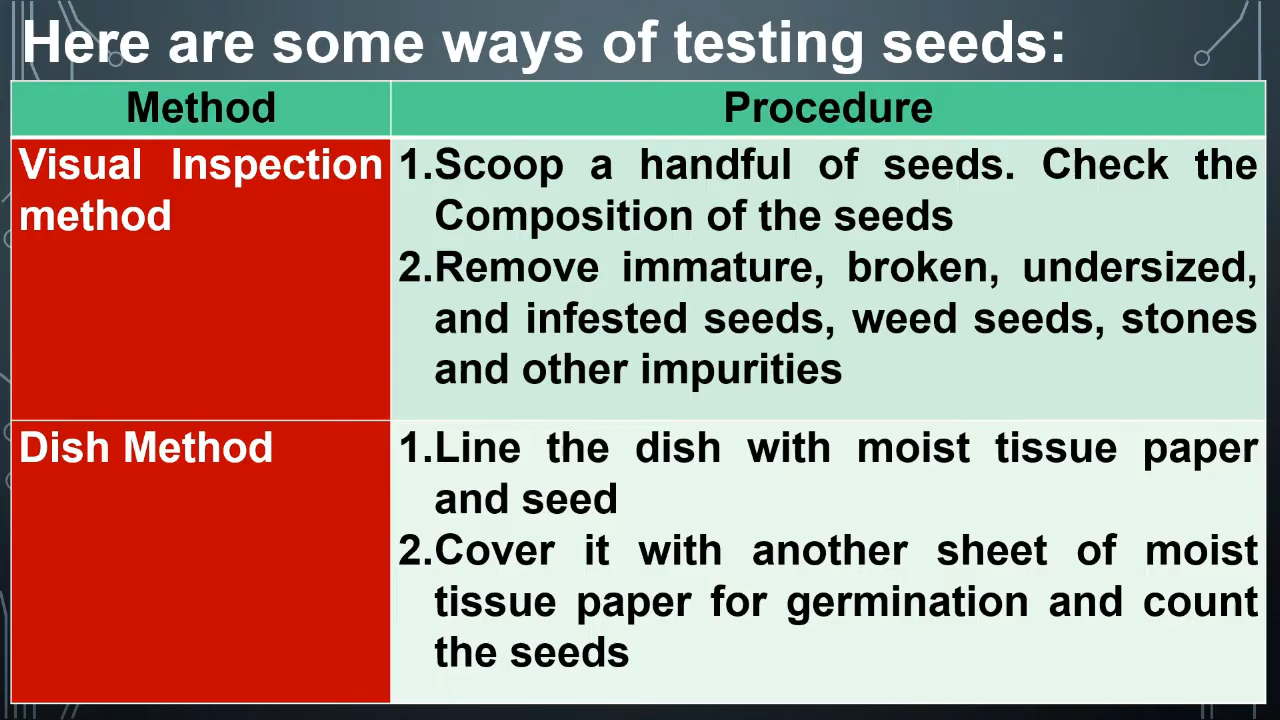 Here are some ways of testing seeds:
Method
Procedure
Visual Inspection
method
1.Scoop a handful of seeds. Check the
Composition of the seeds
2.Remove immature, broken, undersized,
and infested seeds, weed seeds, stones
and other impurities
Dish Method
1.Line the dish with moist tissue paper
and seed
2.Cover it with another sheet of moist
tissue paper for germination and count
the seeds